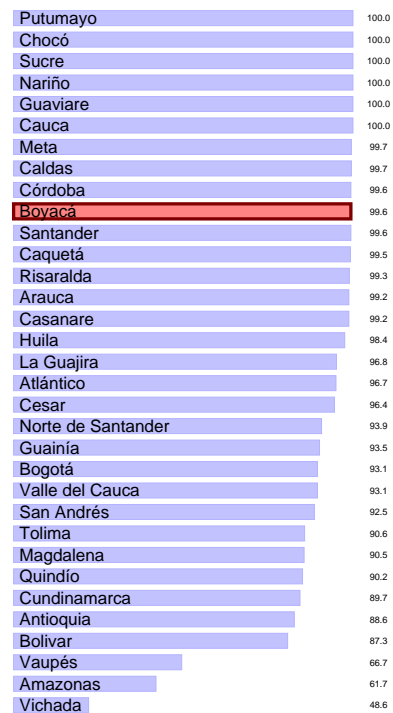 Putumayo 100.0
Chocó 100.0
Sucre 100.0
Nariño 100.0
Guaviare 100.0
Cauca 100.0
Meta 99.7
Caldas 99.7
Córdoba 99.6
Boyacá 99.6
Santander 99.6
Caquetá 99.5
Risaralda 99.3
Arauca 99.2
Casanare 99.2
Huila 98.4
La Guajira 96.8
Atlántico 96.7
Cesar 96.4
Norte de Santander 93.9
Guainía 93.5
Bogotá 93.1
Valle del Cauca 93.1
San Andrés 92.5
Tolima 90.6
Magdalena 90.5
Quindío 90.2
Cundinamarca 89.7
Antioquia 88.6
Bolivar 87.3
Vaupés 66.7
Amazonas 61.7
Vichada 48.6